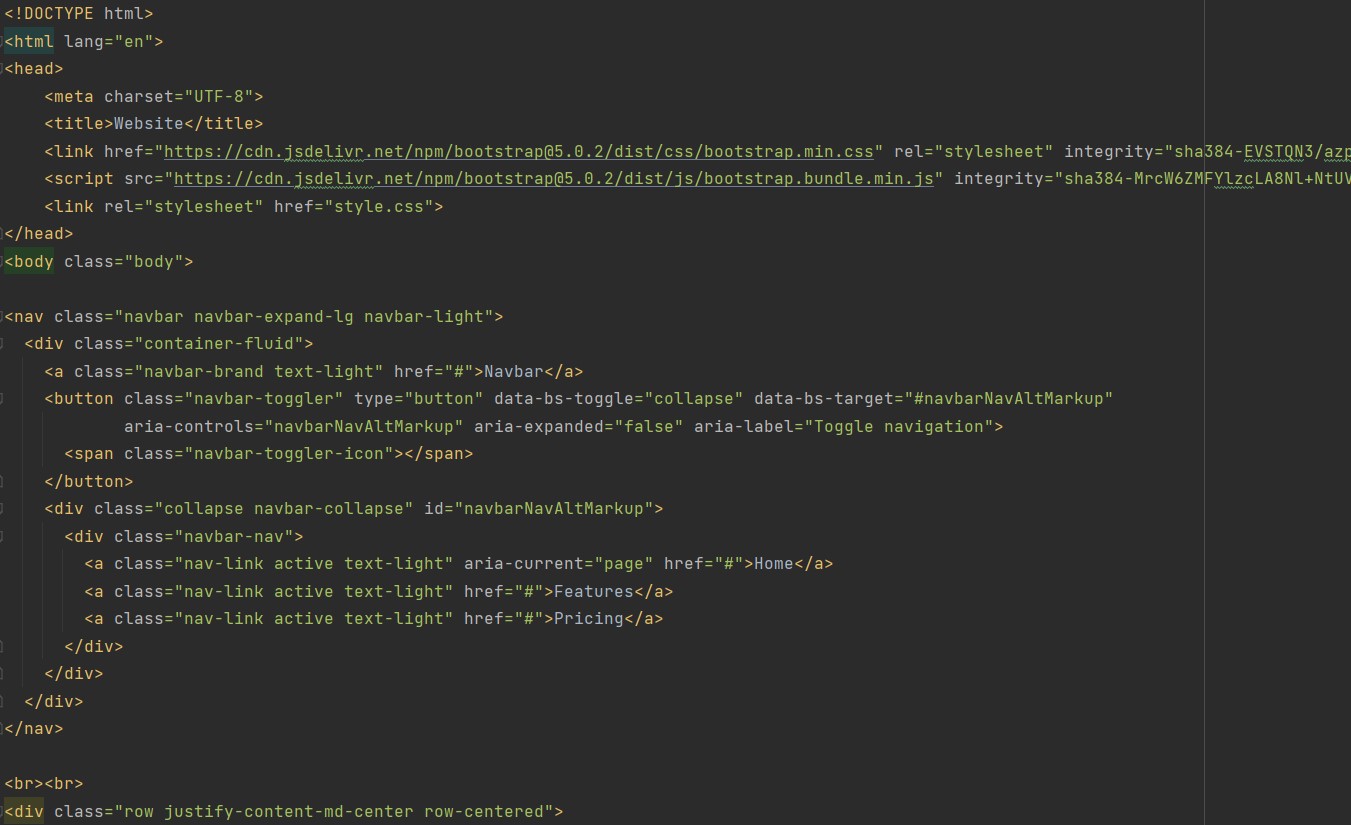 <!DOCTYPE html>
<html lang="en">
<head>
    <meta charset="UTF-8">
    <title>Website</title>
    <link href="https://cdn.jsdelivr.net/npm/bootstrap@5.0.2/dist/css/bootstrap.min.css" rel="stylesheet" integrity="sha384-EVSTQN3/azp
    <script src="https://cdn.jsdelivr.net/npm/bootstrap@5.0.2/dist/js/bootstrap.bundle.min.js" integrity="sha384-MrcW6ZMFYlzcLA8Nl+NtUV
    <link rel="stylesheet" href="style.css">
</head>
<body class="body">
<nav class="navbar navbar-expand-lg navbar-light">
  <div class="container-fluid">
    <a class="navbar-brand text-light" href="#">Navbar</a>
    <button class="navbar-toggler" type="button" data-bs-toggle="collapse" data-bs-target="#navbarNavAltMarkup"
            aria-controls="navbarNavAltMarkup" aria-expanded="false" aria-label="Toggle navigation">
      <span class="navbar-toggler-icon"></span>
    </button>
    <div class="collapse navbar-collapse" id="navbarNavAltMarkup">
      <div class="navbar-nav">
        <a class="nav-link active text-light" aria-current="page" href="#">Home</a>
        <a class="nav-link active text-light" href="#">Features</a>
        <a class="nav-link active text-light" href="#">Pricing</a>
      </div>
    </div>
  </div>
</nav>
<br><br>
<div class="row justify-content-md-center row-centered">